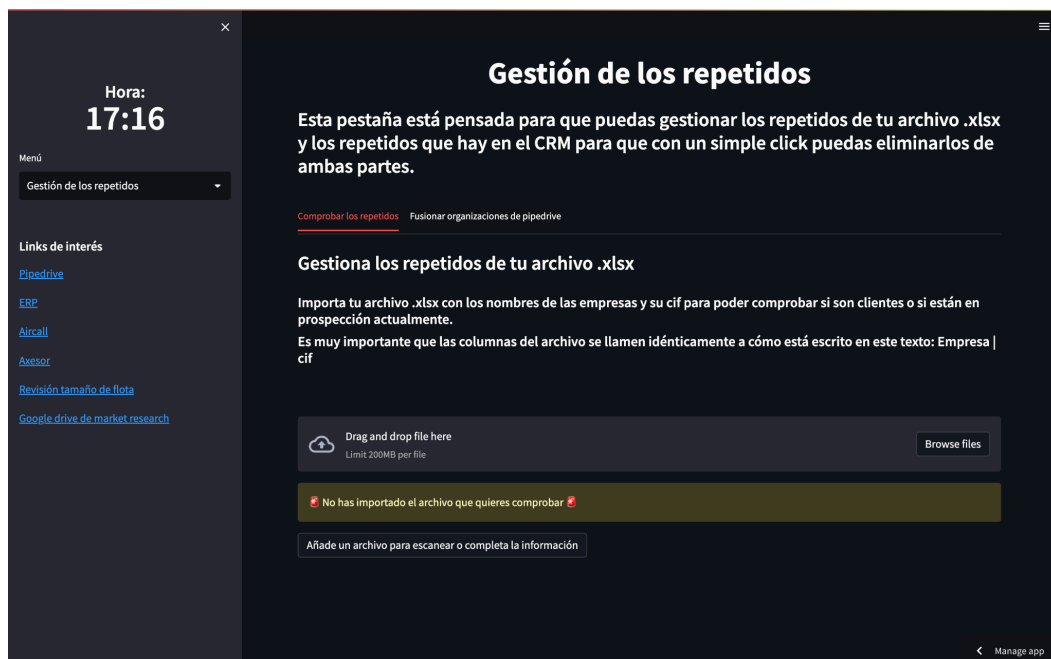 Hora:
17:16
Menú
Gestión de los repetidos
Links de interés
Pipedrive
ERP
Aircall
Axesor
Revisión tamaño de flota
Google drive de market research
Gestión de los repetidos
Esta pestaña está pensada para que puedas gestionar los repetidos de tu archivo .xlsx
y los repetidos que hay en el CRM para que con un simple click puedas eliminarlos de
ambas partes.
Comprobar los repetidos Fusionar organizaciones de pipedrive
Gestiona los repetidos de tu archivo .xlsx
Importa tu archivo .xlsx con los nombres de las empresas y su cif para poder comprobar si son clientes o si están en
prospección actualmente.
Es muy importante que las columnas del archivo se llamen idénticamente a cómo está escrito en este texto: Empresa |
cif
Drag and drop file here
Limit 200MB per file
Browse files
🚨 No has importado el archivo que quieres comprobar 🚨
Añade un archivo para escanear o completa la información
Manage app